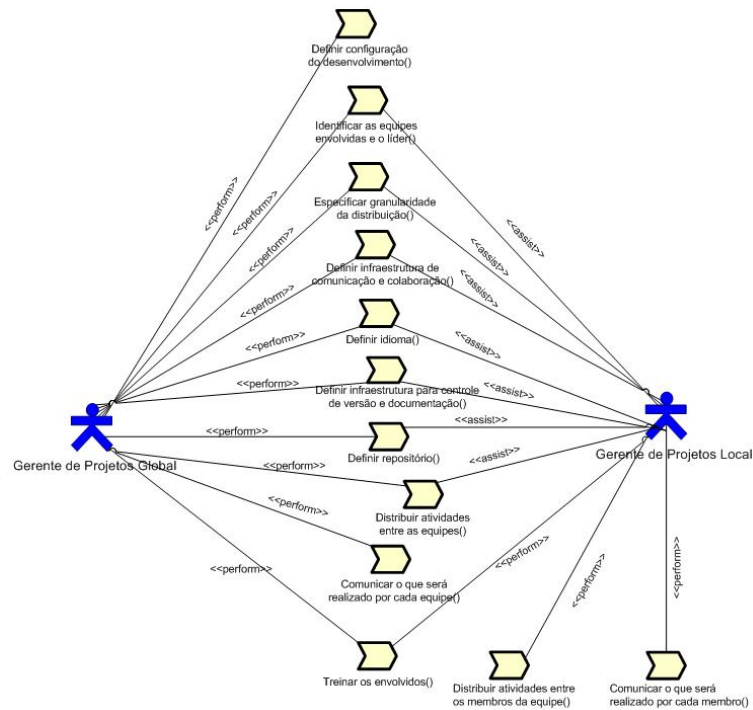 Definir configuração
do desenvolvimento()
Identificar as equipes
envolvidas e o líder()
<<perform>>
<<perform>>
<<assist>>
Especificar granularidade
da distribuição()
<<perform>>
<<assist>>
Definir infraestrutura de
comunicação e colaboração()
<<perform>>
<<assist>>
Definir idioma()
<<perform>>
<<assist>>
Definir infraestrutura para controle
de versão e documentação()
<<perform>>
<<assist>>
Gerente de Projetos Global
Gerente de Projetos Local
<<perform>>
<<assist>>
Definir repositório()
<<perform>>
<<assist>>
Distribuir atividades
entre as equipes()
<<perform>>
Comunicar o que será
realizado por cada equipe()
<<perform>>
<<perform>>
<<perform>>
<<perform>>
Treinar os envolvidos()
Distribuir atividades entre
os membros da equipe()
Comunicar o que será
realizado por cada membro()